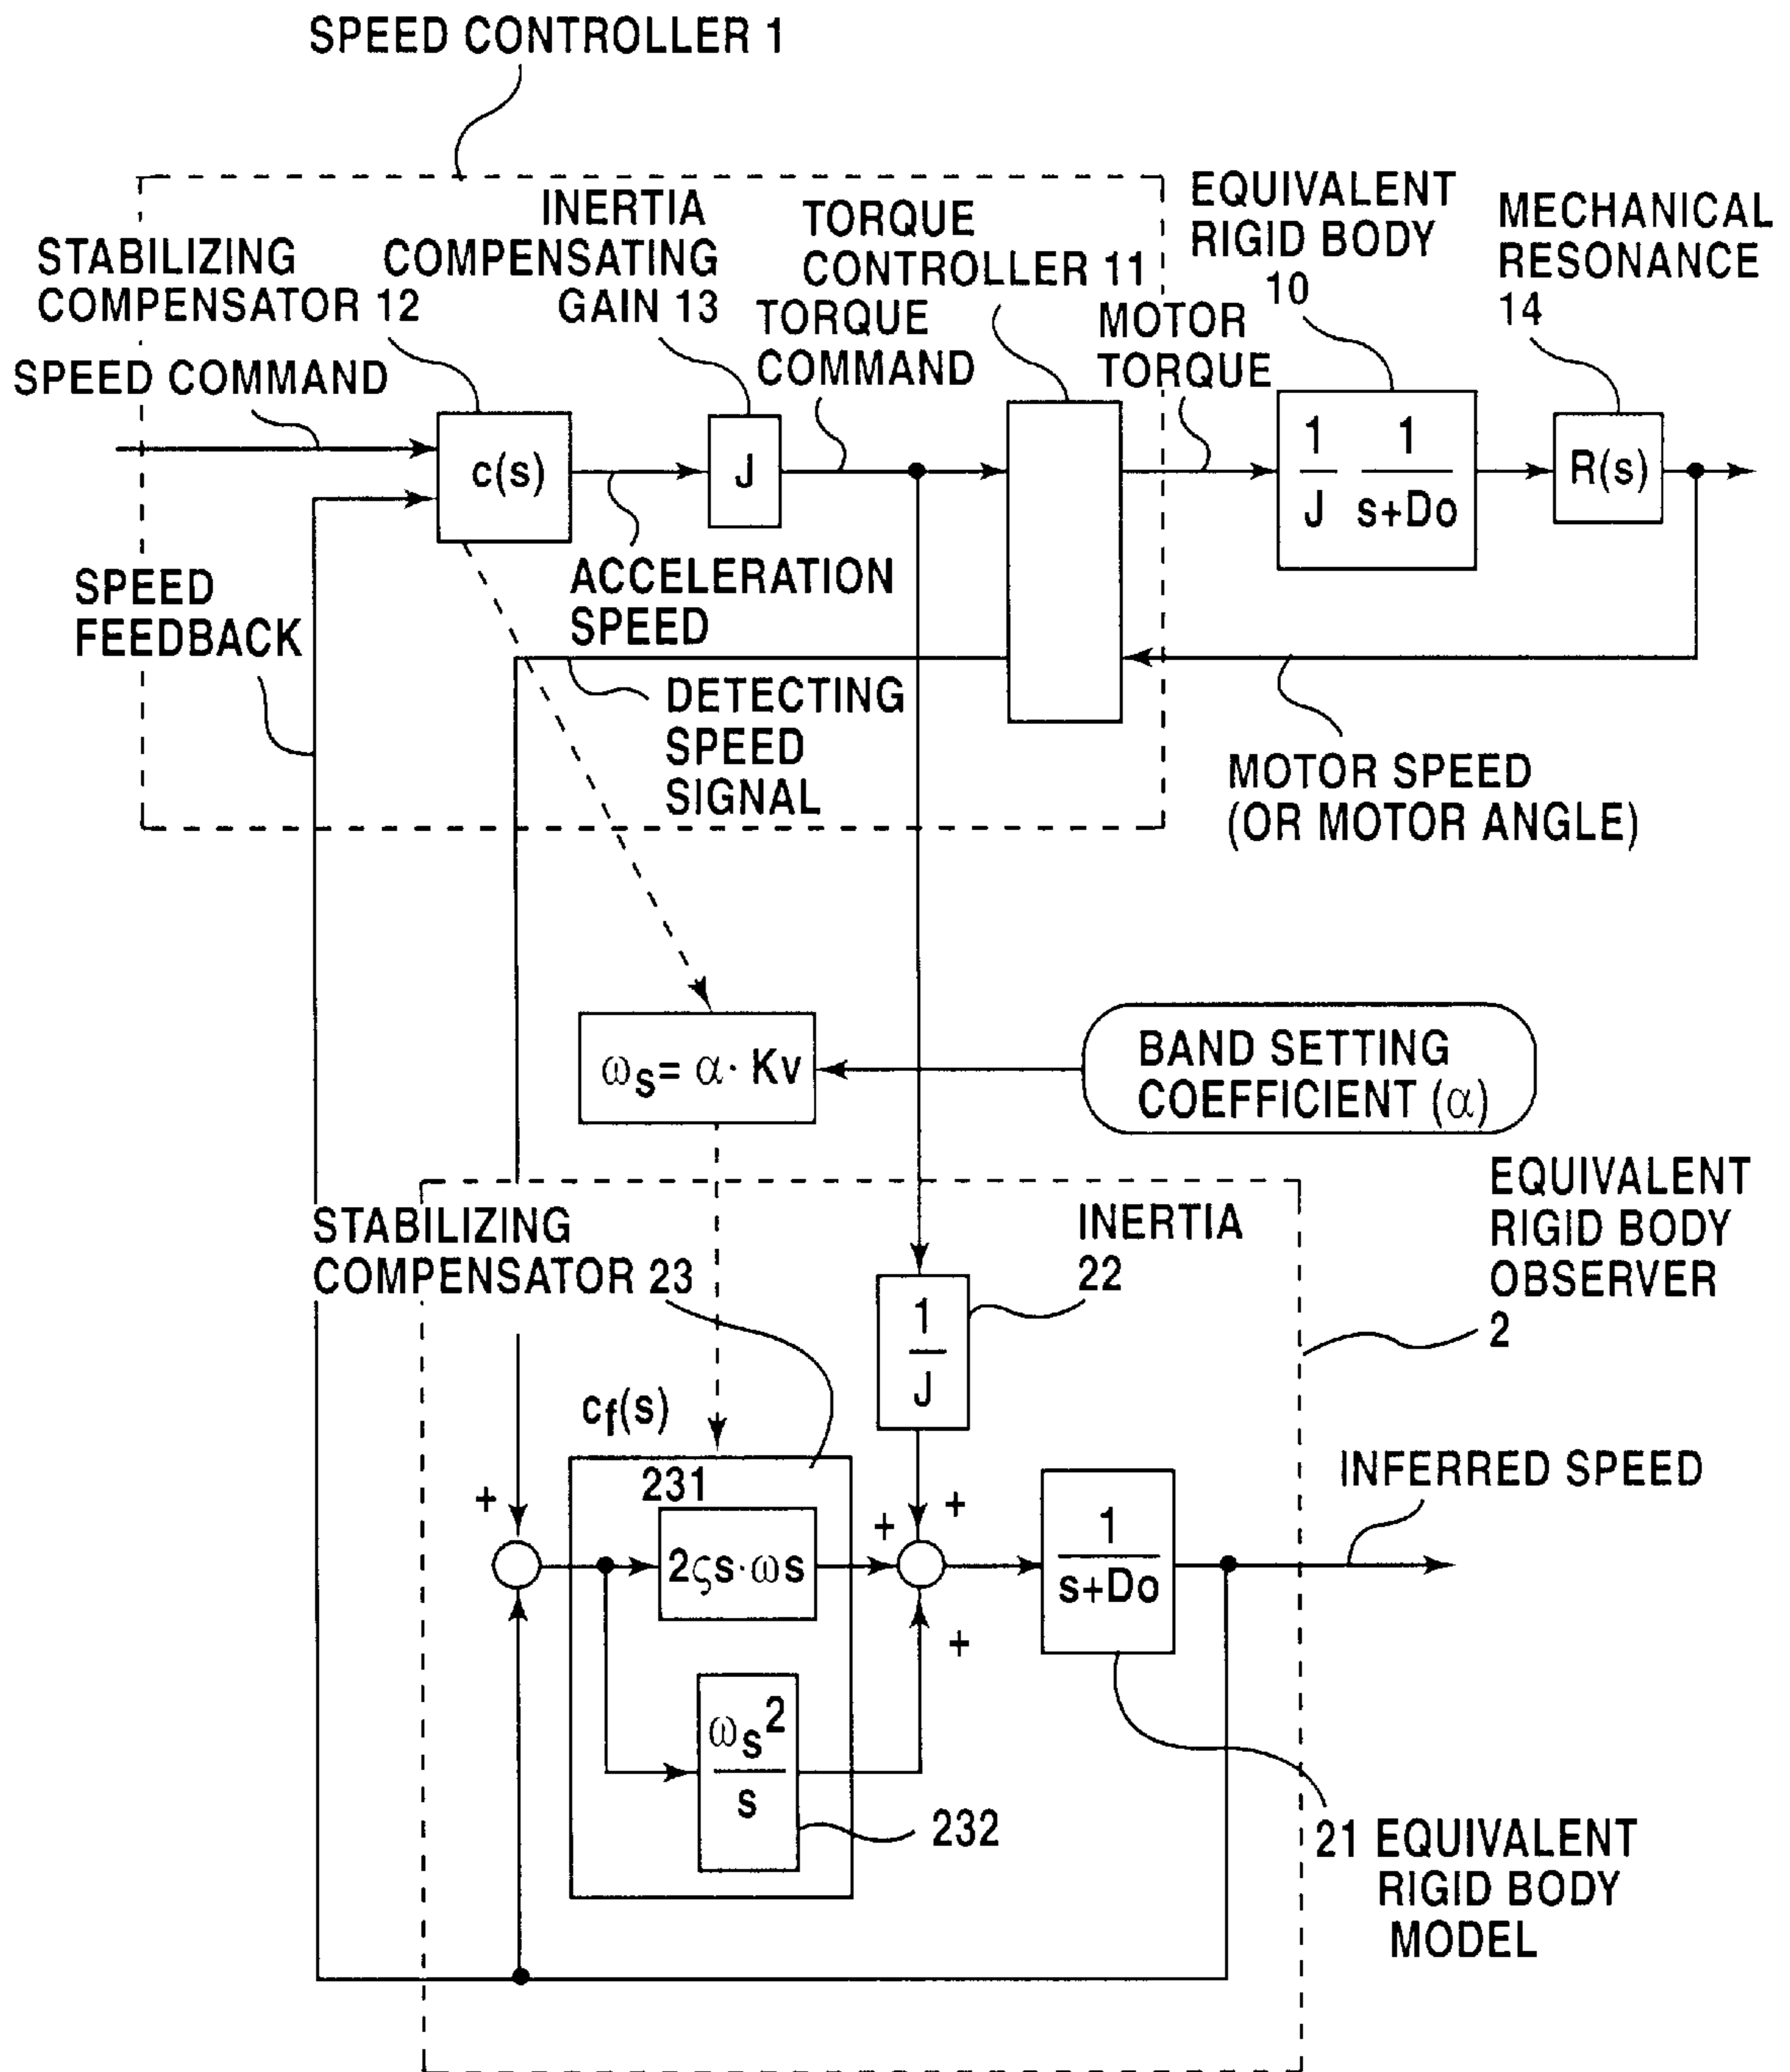 SPEED CONTROLLER 1
INERTIA
COMPENSATING
GAIN 13
STABILIZING
COMPENSATOR 12
TORQUE
CONTROLLER 11
EQUIVALENT
RIGID BODY
10
MECHANICAL
RESONANCE
14
TORQUE
COMMAND
MOTOR
TORQUE
SPEED COMMAND
c(s)
J
1
J
1
s+Do
R(s)
SPEED
FEEDBACK
ACCELERATION
SPEED
DETECTING
SPEED
SIGNAL
MOTOR SPEED
(OR MOTOR ANGLE)
ωs= α· Kv
BAND SETTING
COEFFICIENT (α)
EQUIVALENT
RIGID BODY
OBSERVER
2
STABILIZING
COMPENSATOR 23
INERTIA
22
1
J
cf(s)
231
+
+
+
2ςs·ωs
1
s+Do
INFERRED SPEED
+
ωs2
s
232
21 EQUIVALENT
RIGID BODY
MODEL